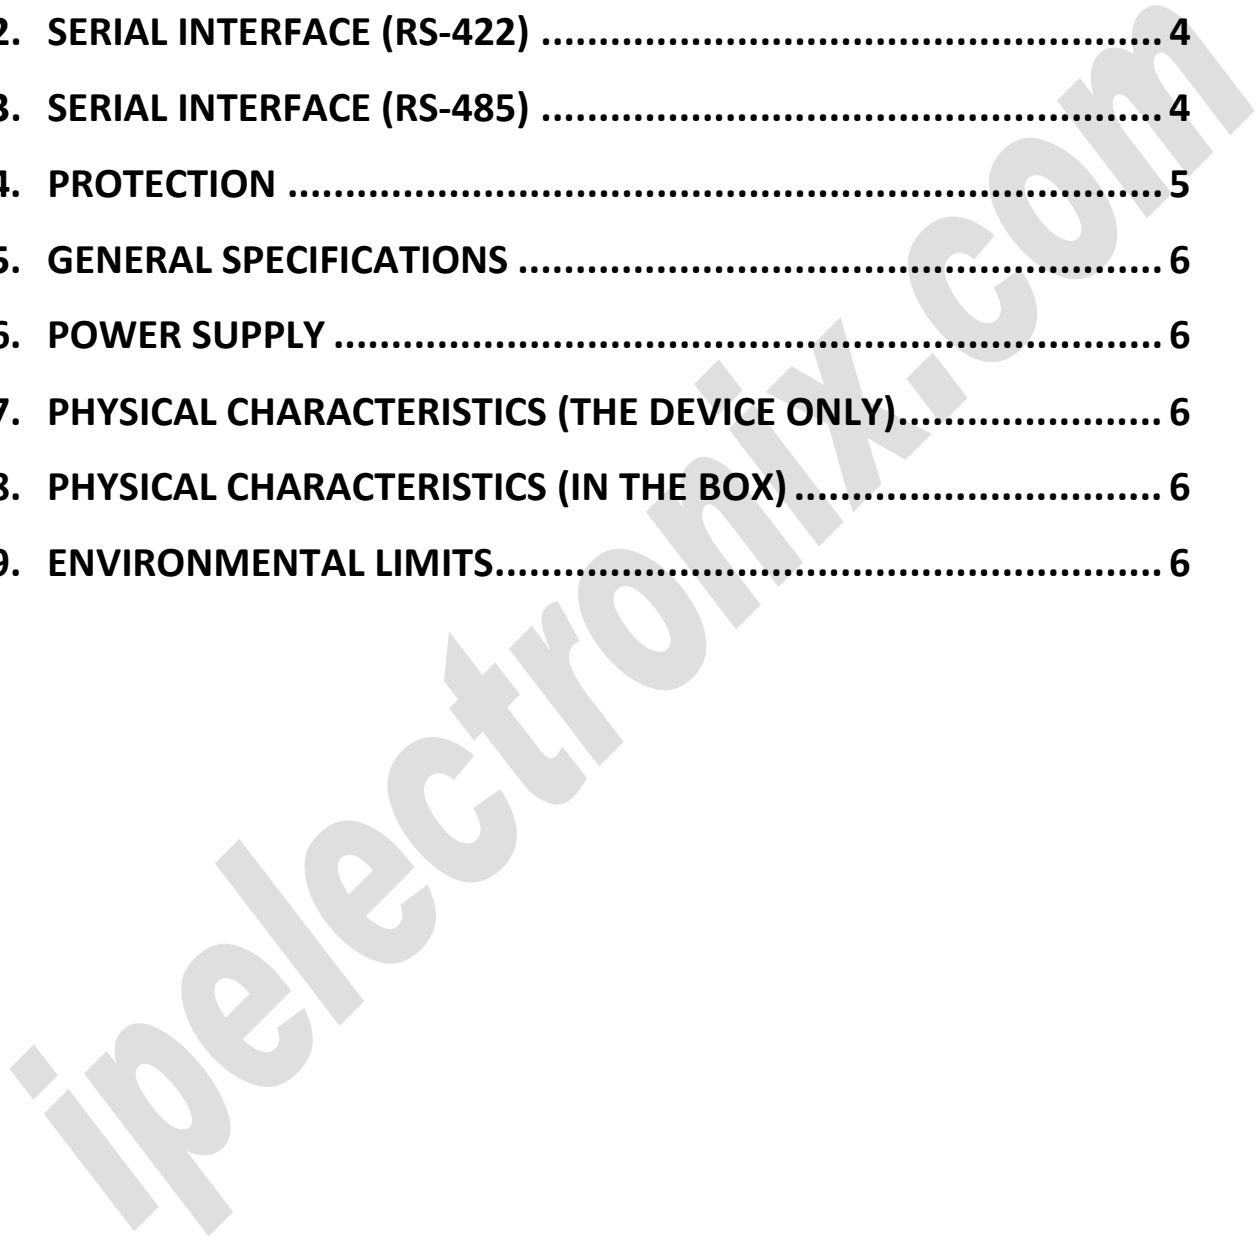 2. SERIAL INTERFACE (RS-422) ........................................................ 4
3. SERIAL INTERFACE (RS-485) ........................................................ 4
4. PROTECTION .............................................................................. 5
5. GENERAL SPECIFICATIONS .......................................................... 6
6. POWER SUPPLY .......................................................................... 6
7. PHYSICAL CHARACTERISTICS (THE DEVICE ONLY)....................... 6
8. PHYSICAL CHARACTERISTICS (IN THE BOX) ................................ 6
9. ENVIRONMENTAL LIMITS............................................................ 6
ipelectronix.com